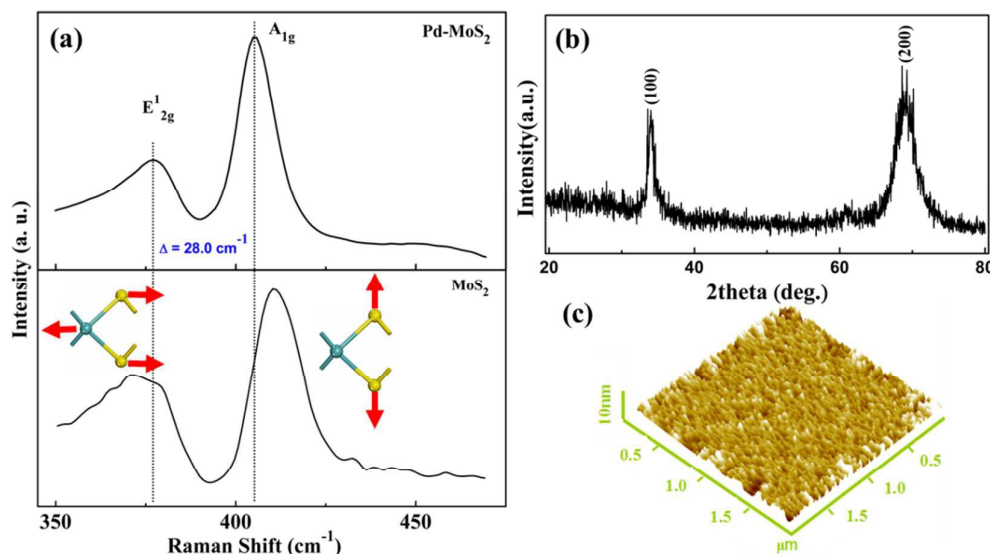 (a)
Pd-MoS₂
A₁g
E¹₂g
Δ = 28.0 cm⁻¹
MoS₂
Intensity (a. u.)
350 400 450
Raman Shift (cm⁻¹)
(b)
(100)
(200)
Intensity(a.u.)
20 40 60 80
2theta (deg.)
(c)
10nm
0.5
1.0
1.5
μm
1.5
1.0
0.5